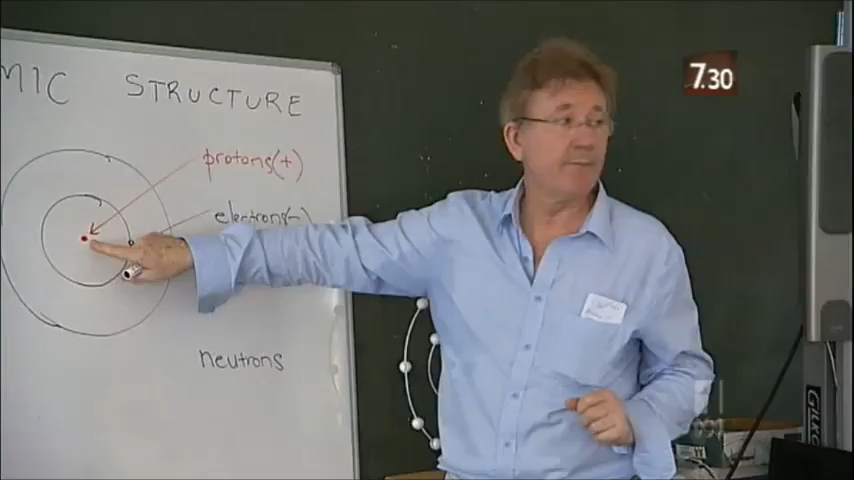 MIC STRUCTURE
7.30
protons(+)
electrons(-)
neutrons